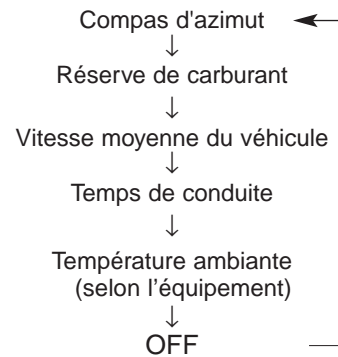 Compas d'azimut
↓
Réserve de carburant
↓
Vitesse moyenne du véhicule
↓
Temps de conduite
↓
Température ambiante
(selon l’équipement)
↓
OFF